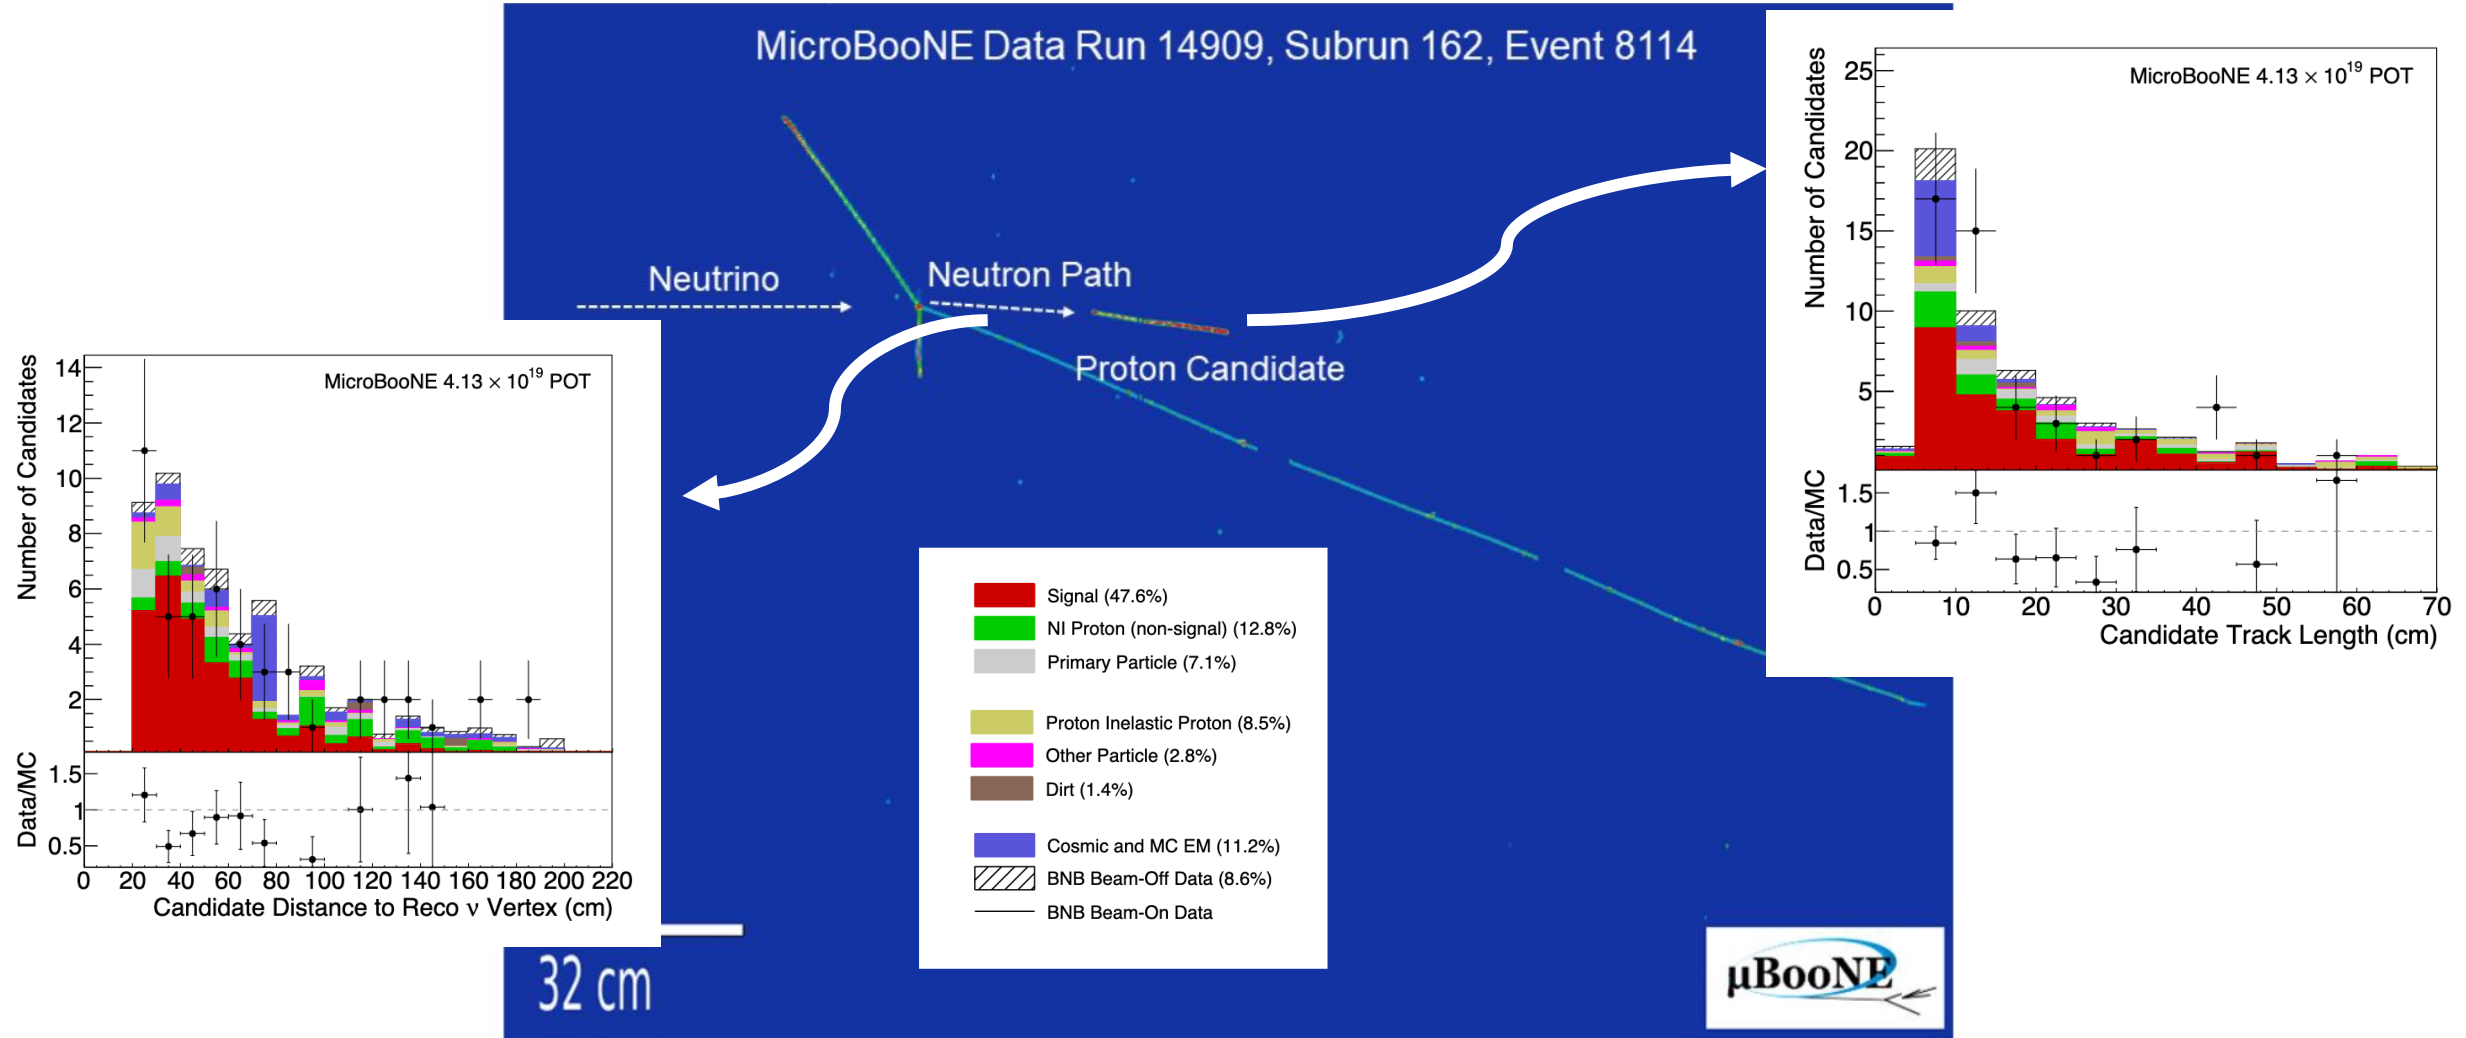 MicroBooNE Data Run 14909, Subrun 162, Event 8114
Neutrino
Neutron Path
Proton Candidate
32 cm
µBooNE
Number of Candidates
14
12
10
8
6
4
2
MicroBooNE 4.13 × 10¹⁹ POT
Data/MC
1.5
1
0.5
0 20 40 60 80 100 120 140 160 180 200 220
Candidate Distance to Reco ν Vertex (cm)
Signal (47.6%)
NI Proton (non-signal) (12.8%)
Primary Particle (7.1%)
Proton Inelastic Proton (8.5%)
Other Particle (2.8%)
Dirt (1.4%)
Cosmic and MC EM (11.2%)
BNB Beam-Off Data (8.6%)
BNB Beam-On Data
Number of Candidates
25
20
15
10
5
MicroBooNE 4.13 × 10¹⁹ POT
Data/MC
1.5
1
0.5
0 10 20 30 40 50 60 70
Candidate Track Length (cm)